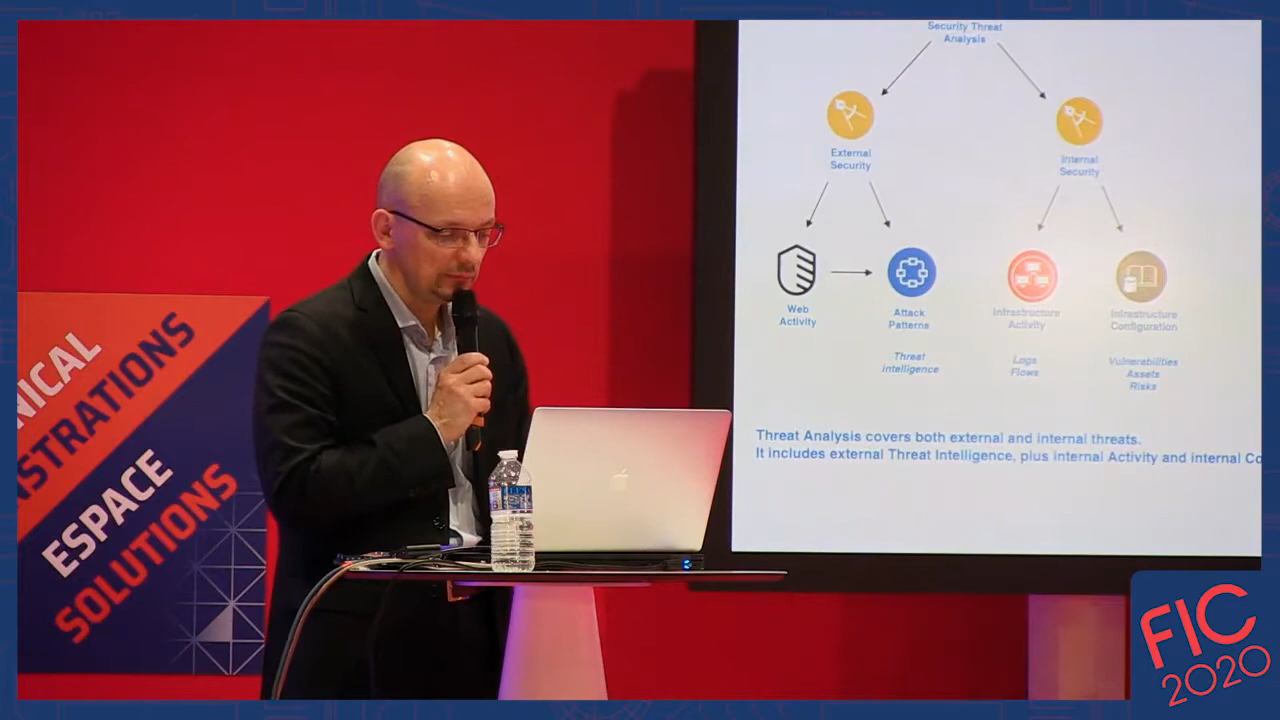 NICAL
NSTRATIONS
ESPACE
SOLUTIONS
Security Threat
Analysis
External
Security
Internal
Security
Web
Activity
Attack
Patterns
Infrastructure
Activity
Infrastructure
Configuration
Threat
Intelligence
Logs
Flows
Vulnerabilities
Assets
Risks
Threat Analysis covers both external and internal threats.
It includes external Threat Intelligence, plus internal Activity and internal Co
FIC
2020